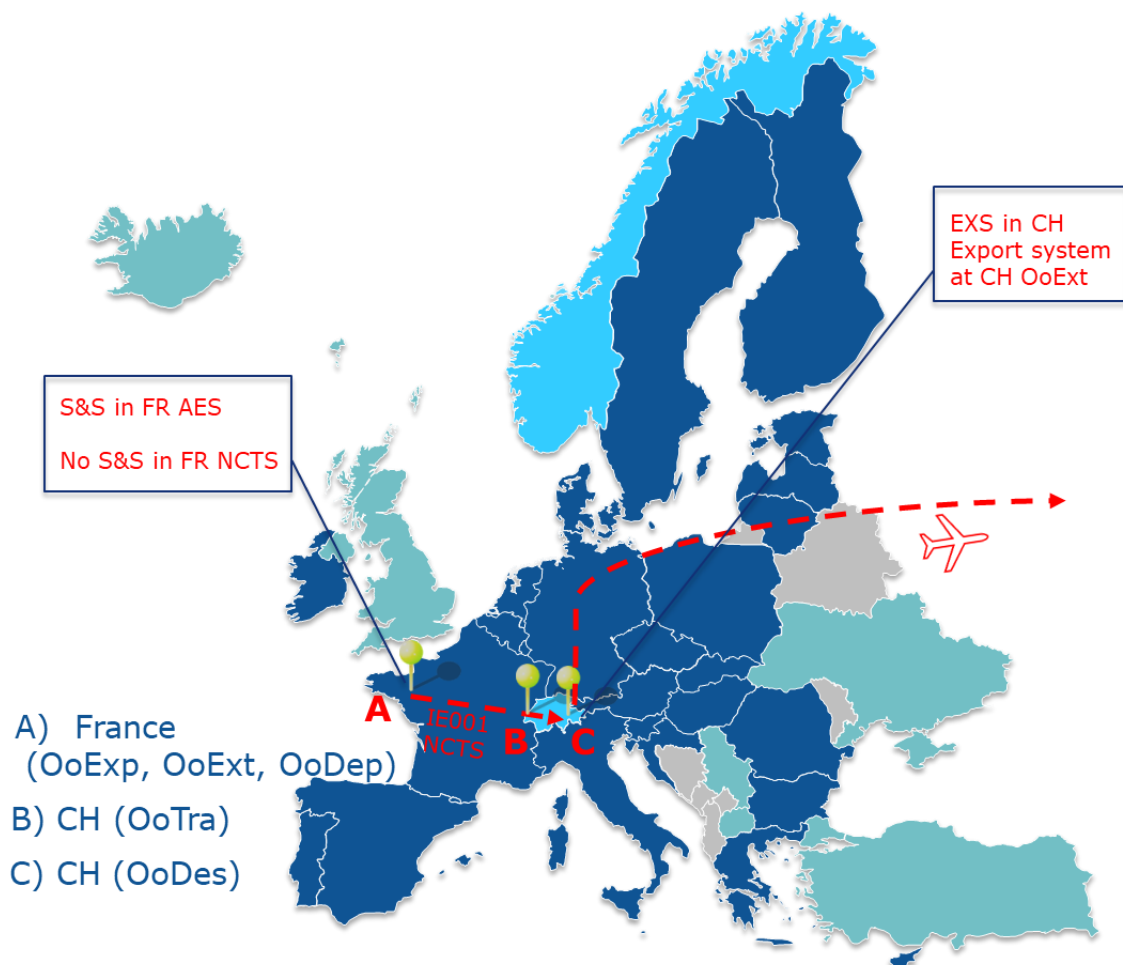 EXS in CH
Export system
at CH OoExt
S&S in FR AES
No S&S in FR NCTS
A
IE001
NCTS
B
C
A) France
(OoExp, OoExt, OoDep)
B) CH (OoTra)
C) CH (OoDes)